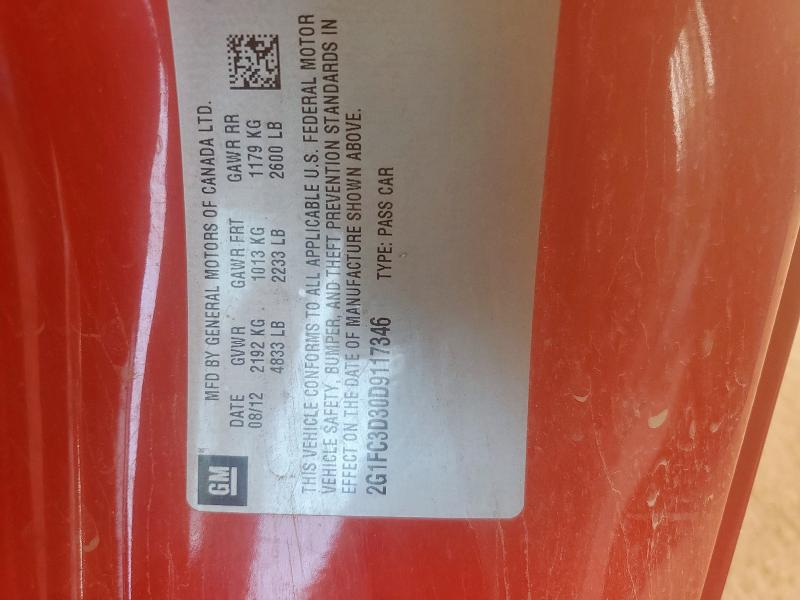 MFD BY GENERAL MOTORS OF CANADA LTD.
DATE GVWR GAWR FRT GAWR RR
08/12 2192 KG 1013 KG 1179 KG
4833 LB 2233 LB 2600 LB
GM
THIS VEHICLE CONFORMS TO ALL APPLICABLE U.S. FEDERAL MOTOR
VEHICLE SAFETY, BUMPER, AND THEFT PREVENTION STANDARDS IN
EFFECT ON THE DATE OF MANUFACTURE SHOWN ABOVE.
2G1FC3D30D9117346 TYPE: PASS CAR